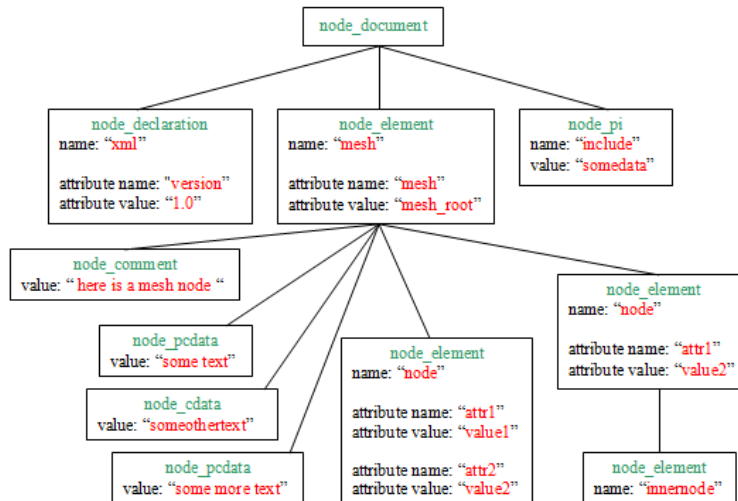 node_document
node_declaration
name: “xml”
attribute name: "version”
attribute value: “1.0”
node_element
name: “mesh”
attribute name: “mesh”
attribute value: “mesh_root”
node_pi
name: “include”
value: “somedata”
node_comment
value: “ here is a mesh node “
node_pcdata
value: “some text”
node_cdata
value: “someothertext”
node_pcdata
value: “some more text”
node_element
name: “node”
attribute name: “attr1”
attribute value: “value1”
attribute name: “attr2”
attribute value: “value2”
node_element
name: “node”
attribute name: “attr1”
attribute value: “value2”
node_element
name: “innernode”